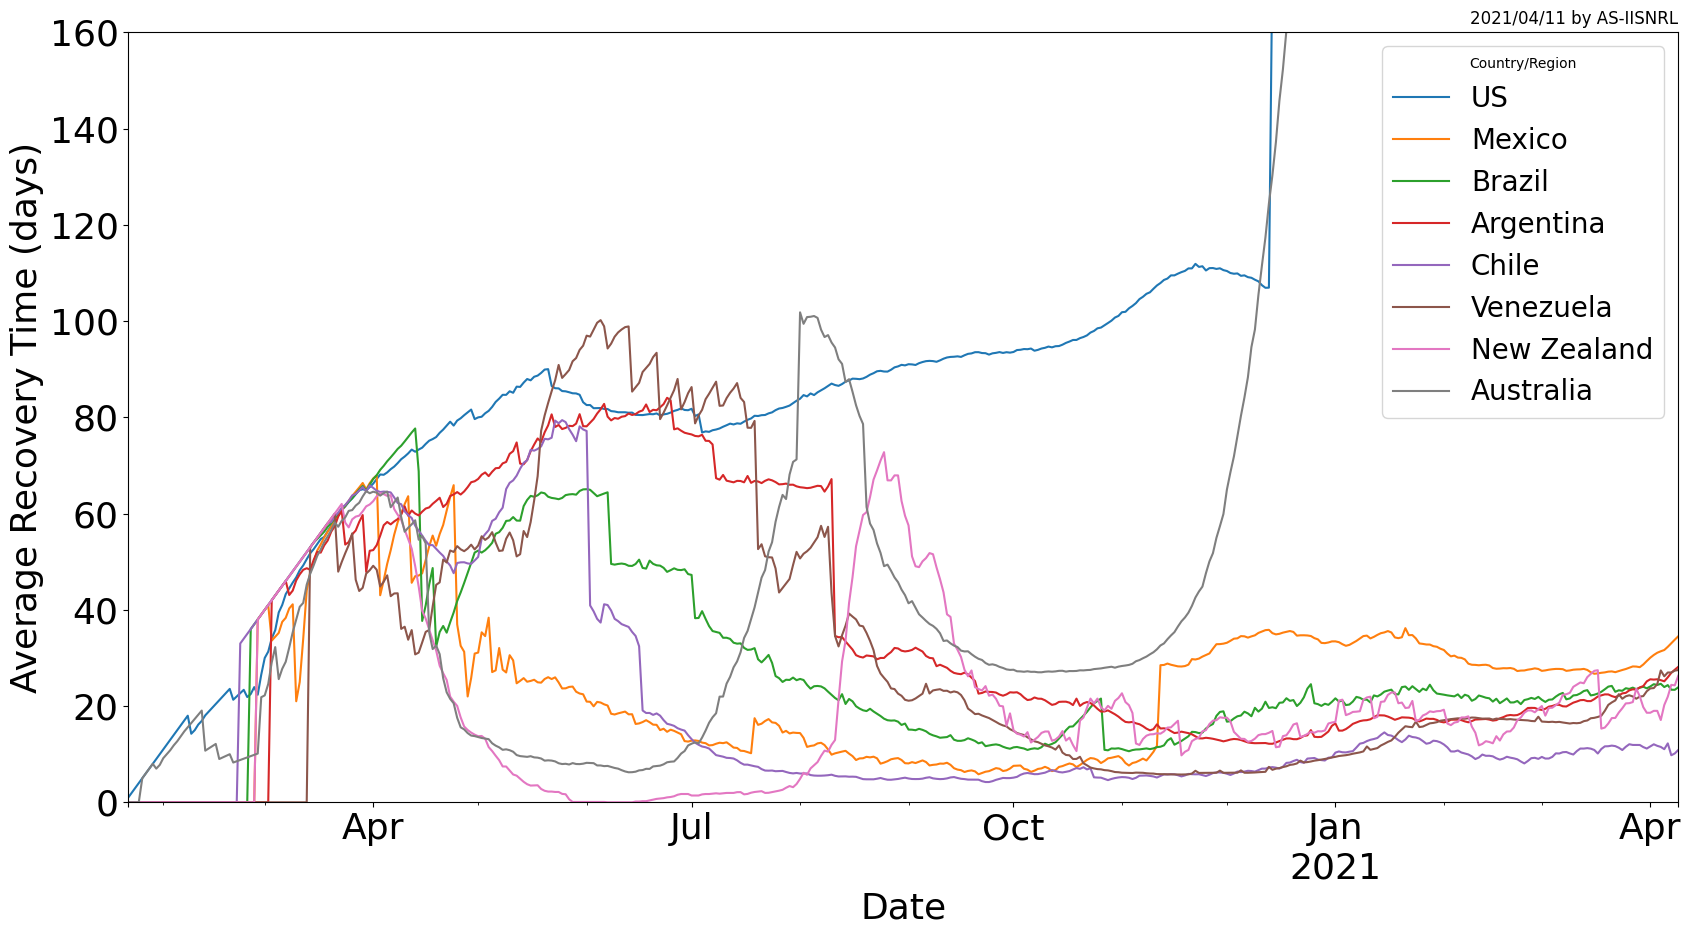 2021/04/11 by AS-IISNRL
Average Recovery Time (days)
160
140
120
100
80
60
40
20
0
Country/Region
US
Mexico
Brazil
Argentina
Chile
Venezuela
New Zealand
Australia
Apr
Jul
Oct
Jan
2021
Apr
Date